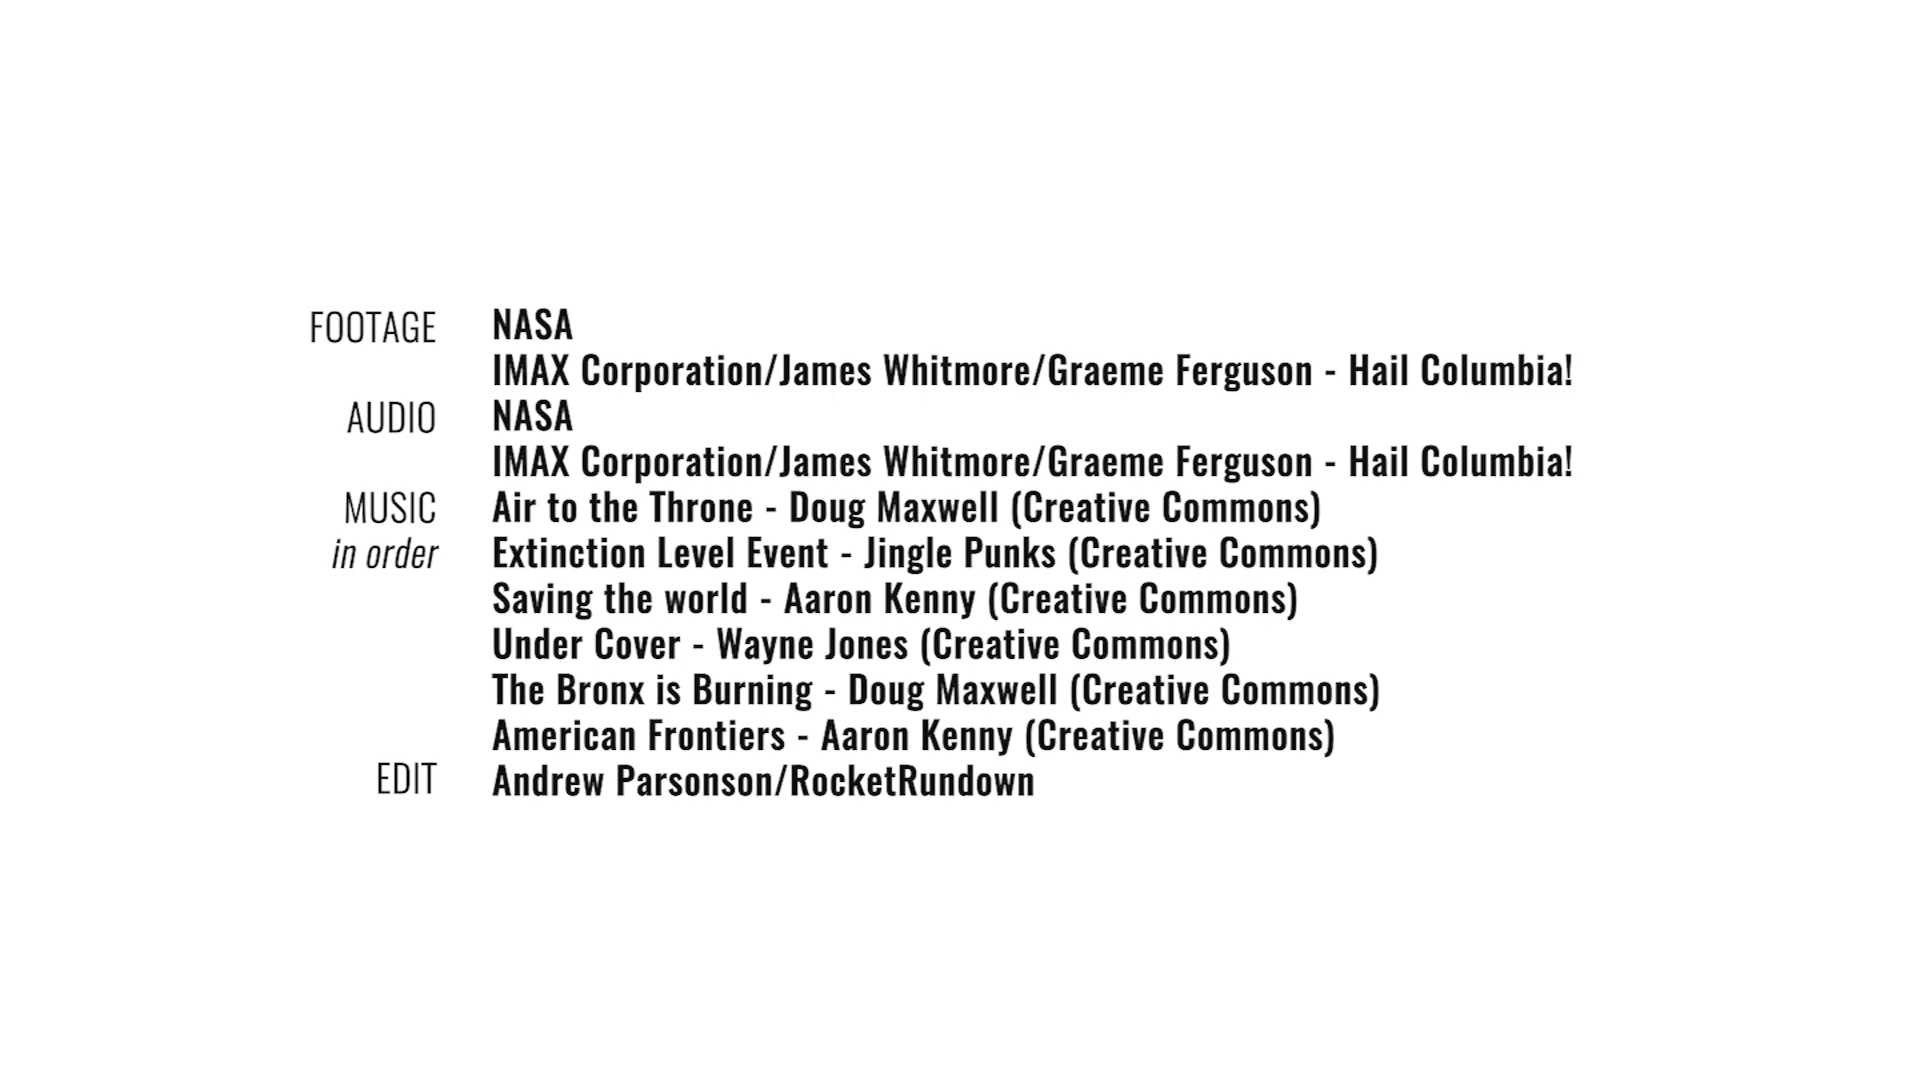 FOOTAGE NASA
IMAX Corporation/James Whitmore/Graeme Ferguson - Hail Columbia!
AUDIO NASA
IMAX Corporation/James Whitmore/Graeme Ferguson - Hail Columbia!
MUSIC Air to the Throne - Doug Maxwell (Creative Commons)
in order Extinction Level Event - Jingle Punks (Creative Commons)
Saving the world - Aaron Kenny (Creative Commons)
Under Cover - Wayne Jones (Creative Commons)
The Bronx is Burning - Doug Maxwell (Creative Commons)
American Frontiers - Aaron Kenny (Creative Commons)
EDIT Andrew Parsonson/RocketRundown